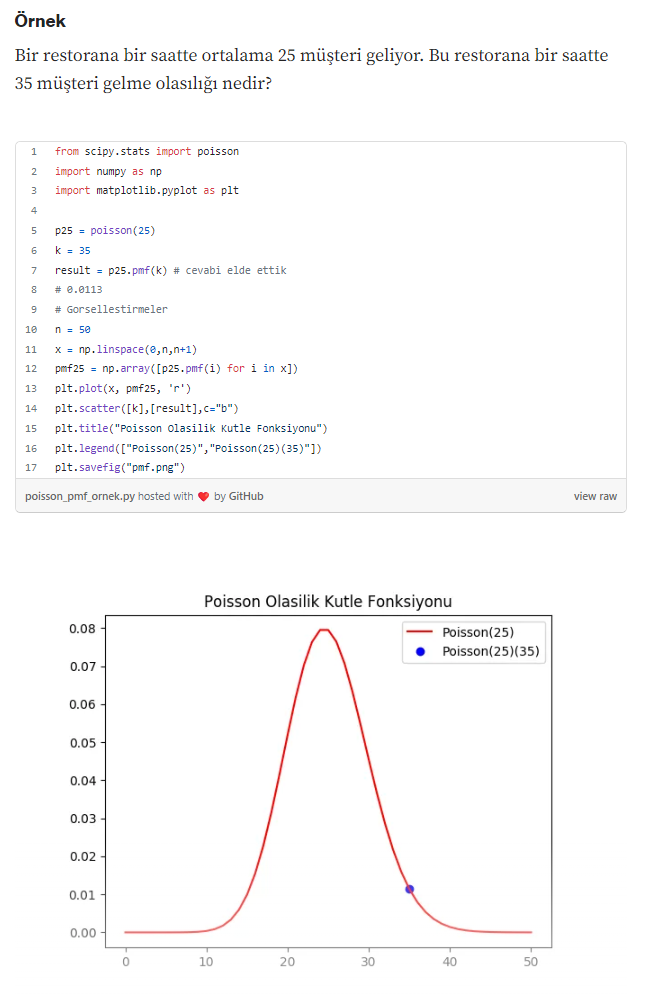 Örnek
Bir restorana bir saatte ortalama 25 müşteri geliyor. Bu restorana bir saatte
35 müşteri gelme olasılığı nedir?
1 from scipy.stats import poisson
2 import numpy as np
3 import matplotlib.pyplot as plt
4
5 p25 = poisson(25)
6 k = 35
7 result = p25.pmf(k) # cevabi elde ettik
8 # 0.0113
9 # Gorsellestirmeler
10 n = 50
11 x = np.linspace(0,n,n+1)
12 pmf25 = np.array([p25.pmf(i) for i in x])
13 plt.plot(x, pmf25, 'r')
14 plt.scatter([k],[result],c="b")
15 plt.title("Poisson Olasilik Kutle Fonksiyonu")
16 plt.legend(["Poisson(25)","Poisson(25)(35)"])
17 plt.savefig("pmf.png")
poisson_pmf_ornek.py hosted with ❤ by GitHub view raw
Poisson Olasilik Kutle Fonksiyonu
Poisson(25)
Poisson(25)(35)
0.08
0.07
0.06
0.05
0.04
0.03
0.02
0.01
0.00
0 10 20 30 40 50